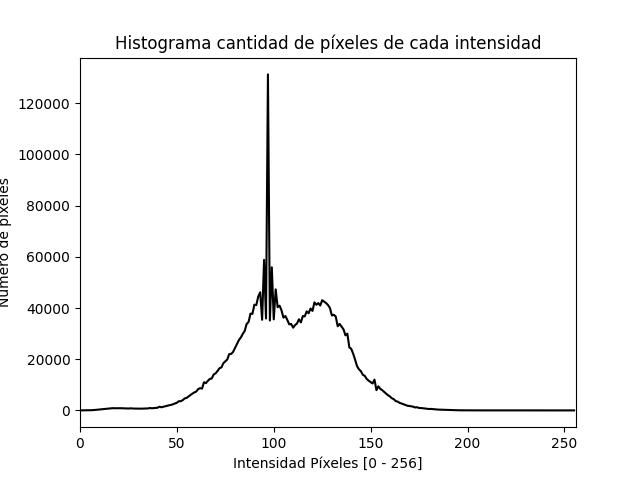 Histograma cantidad de píxeles de cada intensidad
Número de píxeles
120000
100000
80000
60000
40000
20000
0
0 50 100 150 200 250
Intensidad Píxeles [0 - 256]